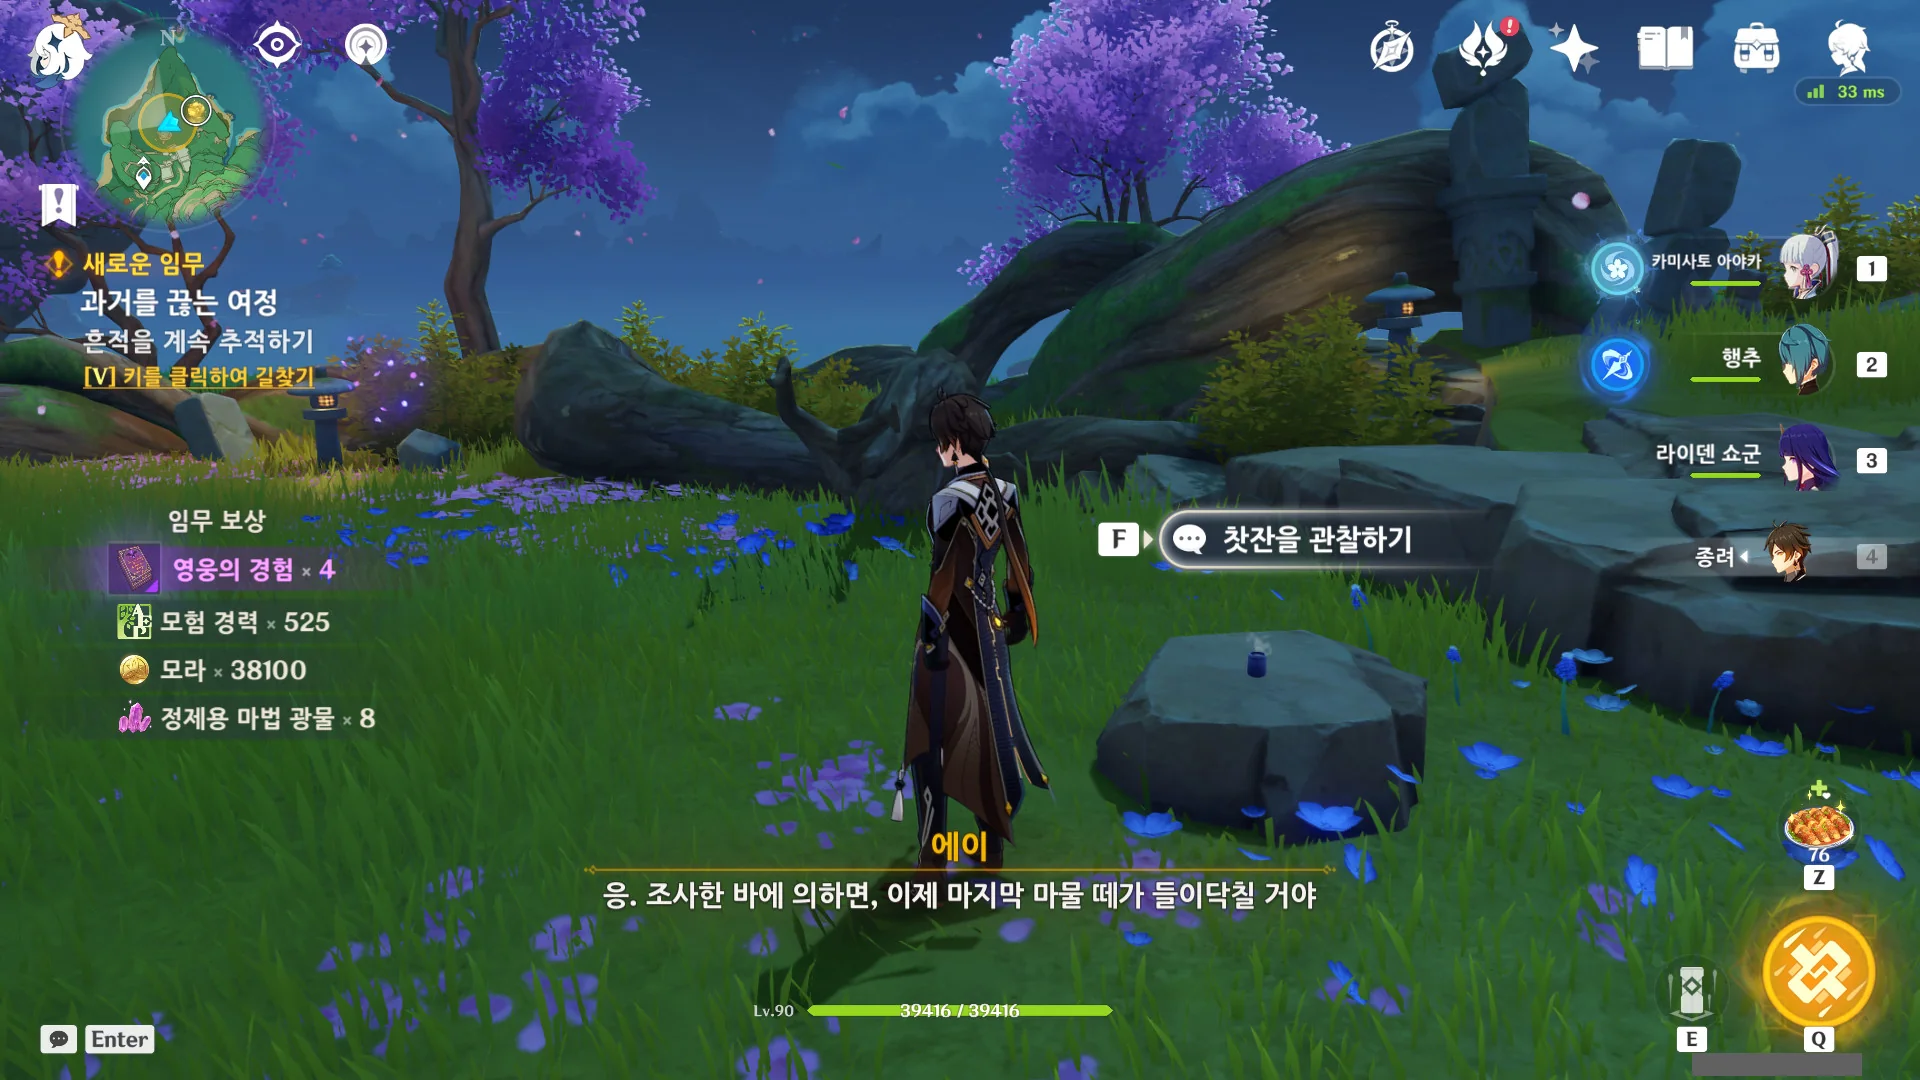 N
33 ms
새로운 임무
과거를 끊는 여정
흔적을 계속 추적하기
[V] 키를 클릭하여 길찾기
카미사토 아야카 1
행추 2
라이덴 쇼군 3
종려 4
임무 보상
영웅의 경험 × 4
모험 경력 × 525
모라 × 38100
정제용 마법 광물 × 8
F 찻잔을 관찰하기
에이
응. 조사한 바에 의하면, 이제 마지막 마물 떼가 들이닥칠 거야
76
Z
Lv.90 39416 / 39416
Enter
E Q